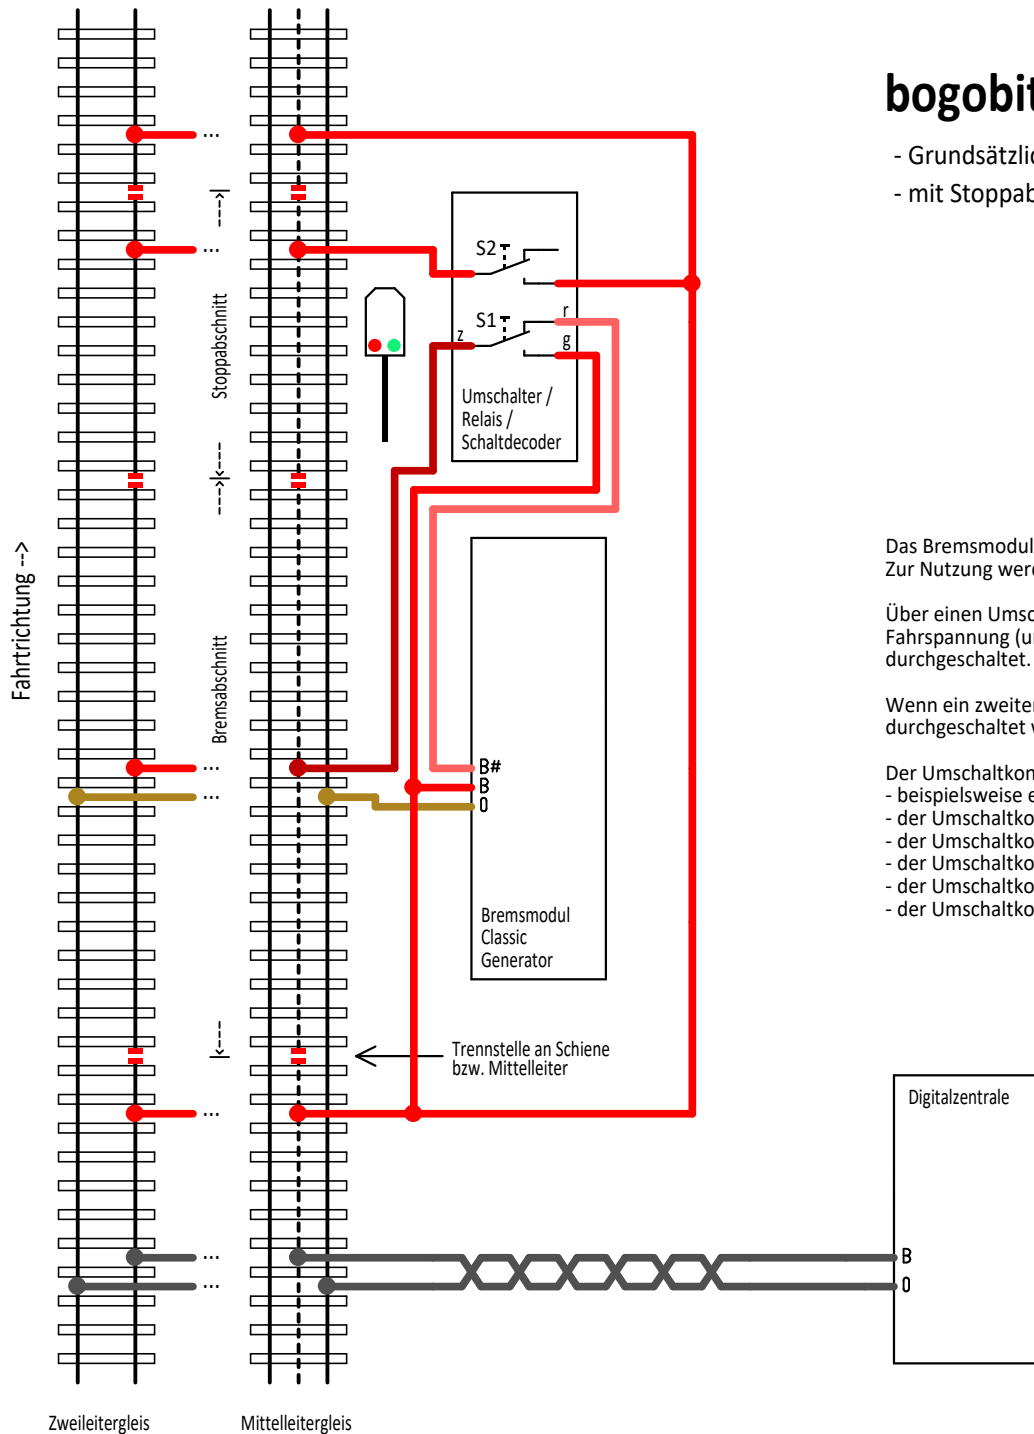 bogobit
- Grundsätzlic
- mit Stoppab
...
...
S2
S1
z
r
g
Umschalter /
Relais /
Schaltdecoder
Stoppabschnitt
Fahrtrichtung -->
Bremsabschnitt
Das Bremsmodul
Zur Nutzung werd
Über einen Umsc
Fahrspannung (un
durchgeschaltet.
Wenn ein zweiter
durchgeschaltet w
Der Umschaltkon
- beispielsweise e
- der Umschaltko
- der Umschaltko
- der Umschaltko
- der Umschaltko
- der Umschaltko
...
...
B#
B
0
Bremsmodul
Classic
Generator
Trennstelle an Schiene
bzw. Mittelleiter
...
Digitalzentrale
...
...
B
0
Zweileitergleis
Mittelleitergleis